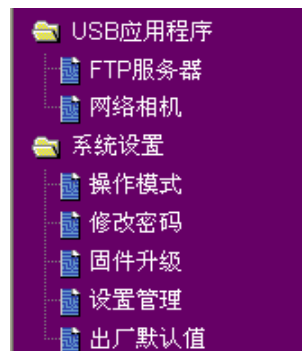 USB应用程序
FTP服务器
网络相机
系统设置
操作模式
修改密码
固件升级
设置管理
出厂默认值